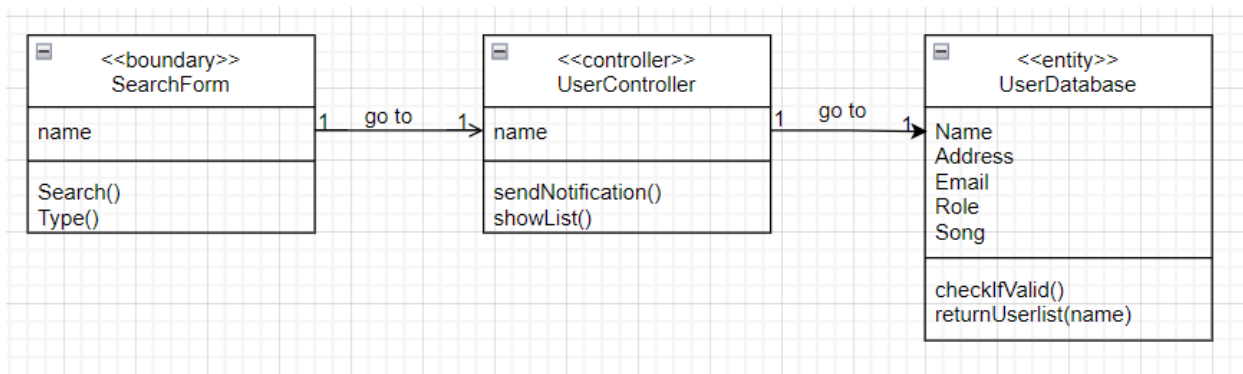 <<boundary>>
SearchForm
name
Search()
Type()
1
go to
1
<<controller>>
UserController
name
sendNotification()
showList()
1
go to
1
<<entity>>
UserDatabase
Name
Address
Email
Role
Song
checkIfValid()
returnUserlist(name)